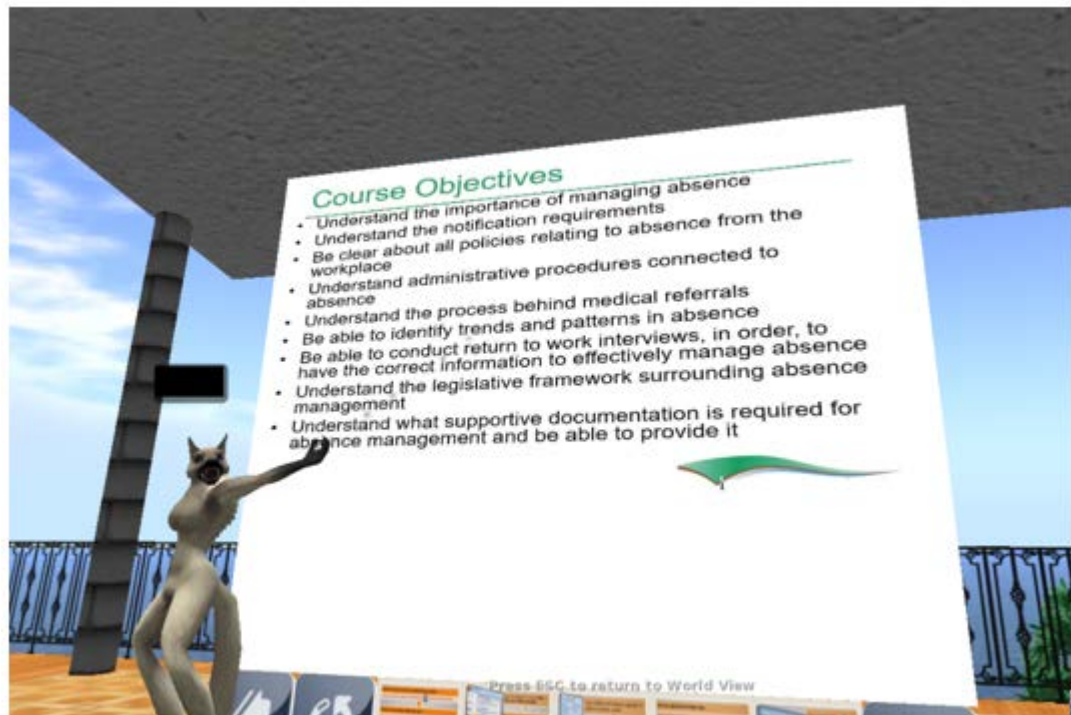 Course Objectives
• Understand the importance of managing absence
• Understand the notification requirements
• Be clear about all policies relating to absence from the
workplace
• Understand administrative procedures connected to
absence
• Understand the process behind medical referrals
• Be able to identify trends and patterns in absence
• Be able to conduct return to work interviews, in order, to
have the correct information to effectively manage absence
• Understand the legislative framework surrounding absence
management
• Understand what supportive documentation is required for
absence management and be able to provide it
Press ESC to return to World View